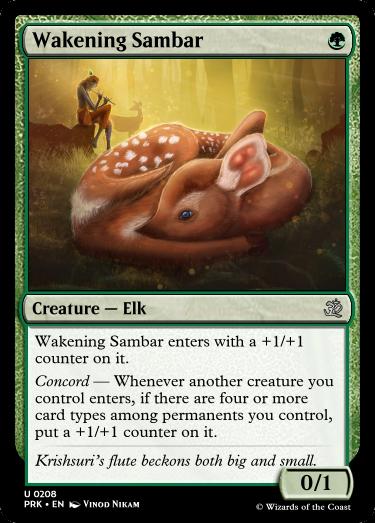 Wakening Sambar
Creature — Elk
Wakening Sambar enters with a +1/+1
counter on it.
Concord — Whenever another creature you
control enters, if there are four or more
card types among permanents you control,
put a +1/+1 counter on it.
Krishsuri's flute beckons both big and small.
0/1
U 0208
PRK • EN Vinod Nikam
© Wizards of the Coast